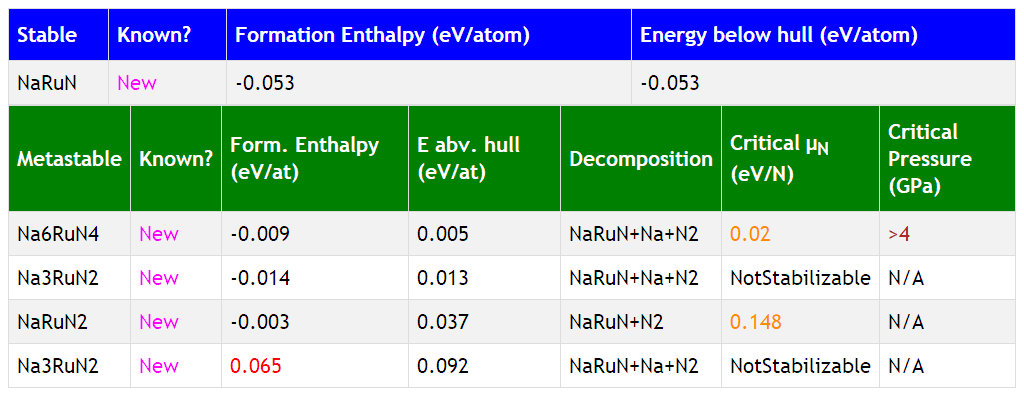 Stable Known? Formation Enthalpy (eV/atom) Energy below hull (eV/atom)
NaRuN New -0.053 -0.053
Metastable Known? Form. Enthalpy (eV/at) E abv. hull (eV/at) Decomposition Critical μN (eV/N) Critical Pressure (GPa)
Na6RuN4 New -0.009 0.005 NaRuN+Na+N2 0.02 >4
Na3RuN2 New -0.014 0.013 NaRuN+Na+N2 NotStabilizable N/A
NaRuN2 New -0.003 0.037 NaRuN+N2 0.148 N/A
Na3RuN2 New 0.065 0.092 NaRuN+Na+N2 NotStabilizable N/A